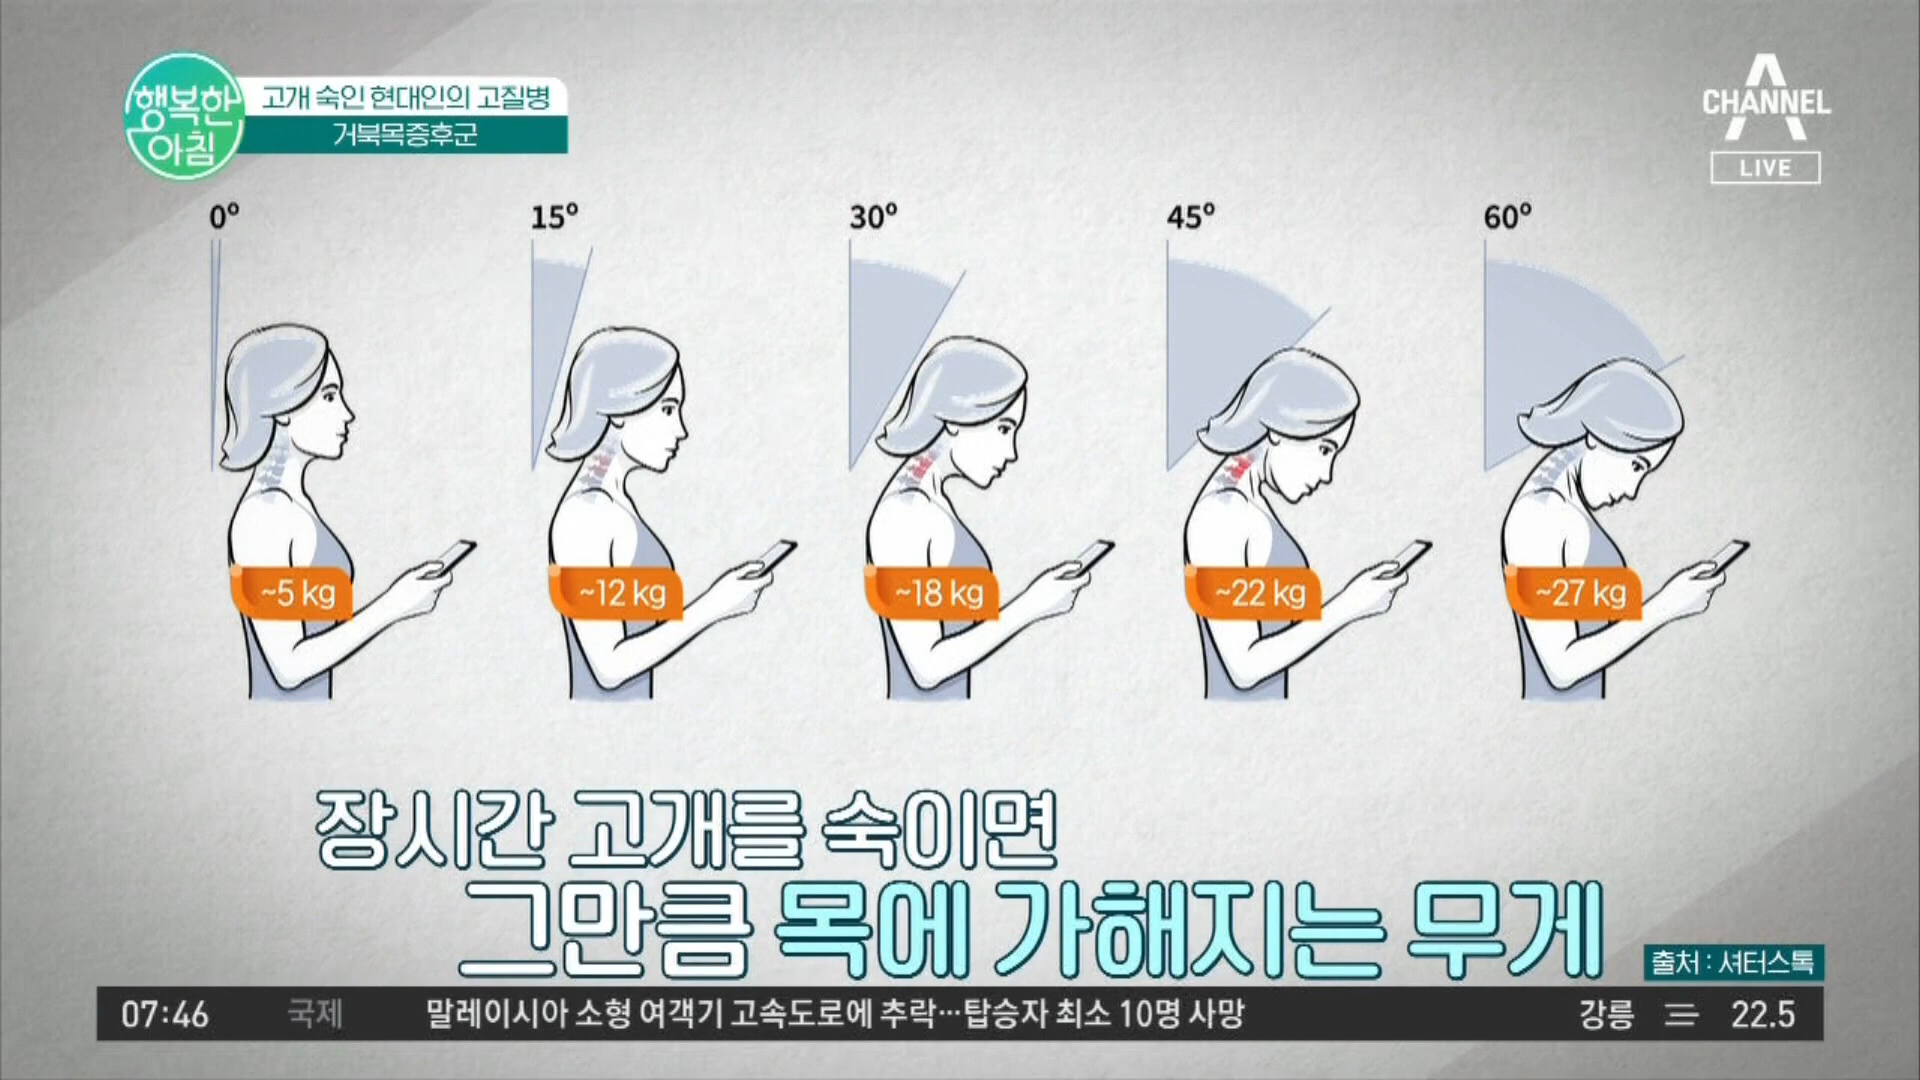 행복한
아침
고개 숙인 현대인의 고질병
거북목증후군
CHANNEL A
LIVE
0º
15º
30º
45º
60º
~5 kg
~12 kg
~18 kg
~22 kg
~27 kg
장시간 고개를 숙이면
그만큼 목에 가해지는 무게
출처 : 셔터스톡
07:46 국제 말레이시아 소형 여객기 고속도로에 추락…탑승자 최소 10명 사망 강릉 22.5